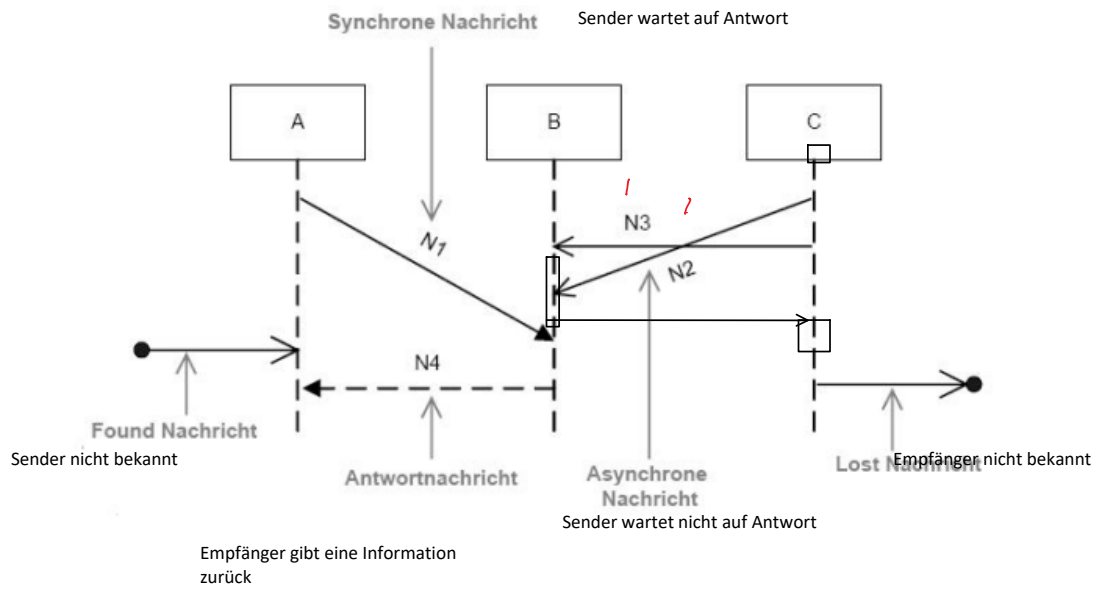 Synchrone Nachricht
Sender wartet auf Antwort
A
B
C
N1
N3
N2
N4
Found Nachricht
Sender nicht bekannt
Antwortnachricht
Asynchrone
Nachricht
Sender wartet nicht auf Antwort
Lost Nachricht
Empfänger nicht bekannt
Empfänger gibt eine Information
zurück